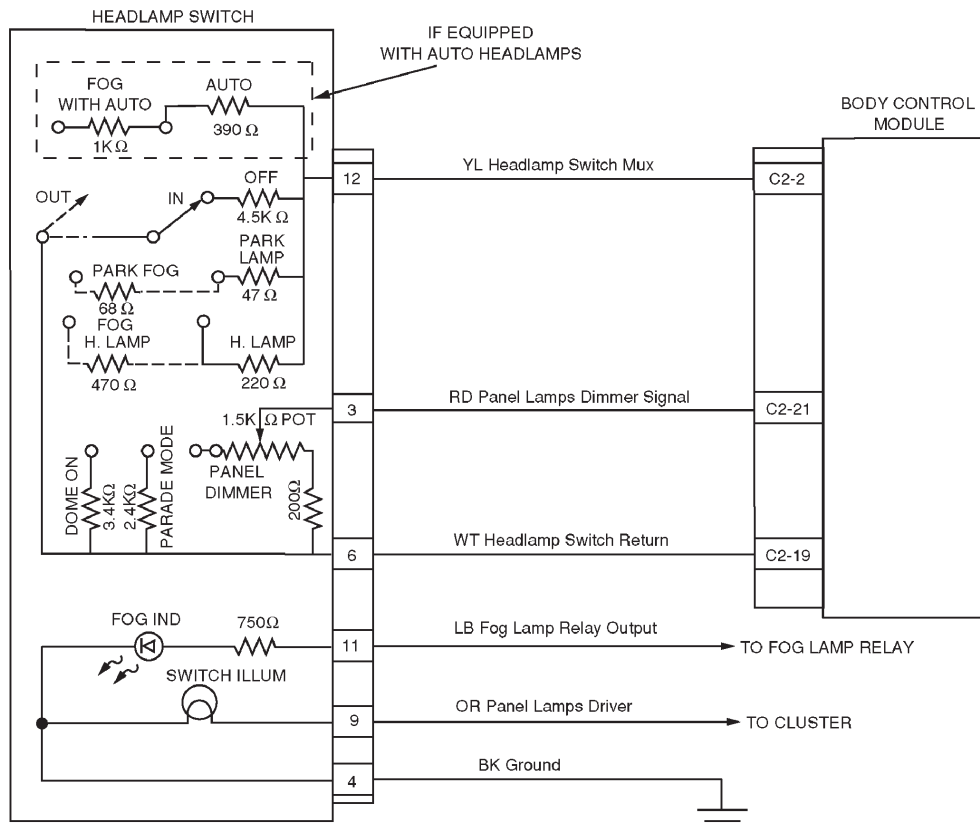 HEADLAMP SWITCH
IF EQUIPPED
WITH AUTO HEADLAMPS
FOG
WITH AUTO
1K Ω
AUTO
390 Ω
BODY CONTROL
MODULE
12
YL Headlamp Switch Mux
C2-2
OUT
IN
OFF
4.5K Ω
PARK
LAMP
47 Ω
PARK FOG
68 Ω
FOG
H. LAMP
470 Ω
H. LAMP
220 Ω
3
RD Panel Lamps Dimmer Signal
C2-21
1.5K Ω POT
PANEL
DIMMER
200Ω
DOME ON
3.4KΩ
2.4KΩ
PARADE MODE
6
WT Headlamp Switch Return
C2-19
FOG IND
750Ω
11
LB Fog Lamp Relay Output
TO FOG LAMP RELAY
SWITCH ILLUM
9
OR Panel Lamps Driver
TO CLUSTER
4
BK Ground